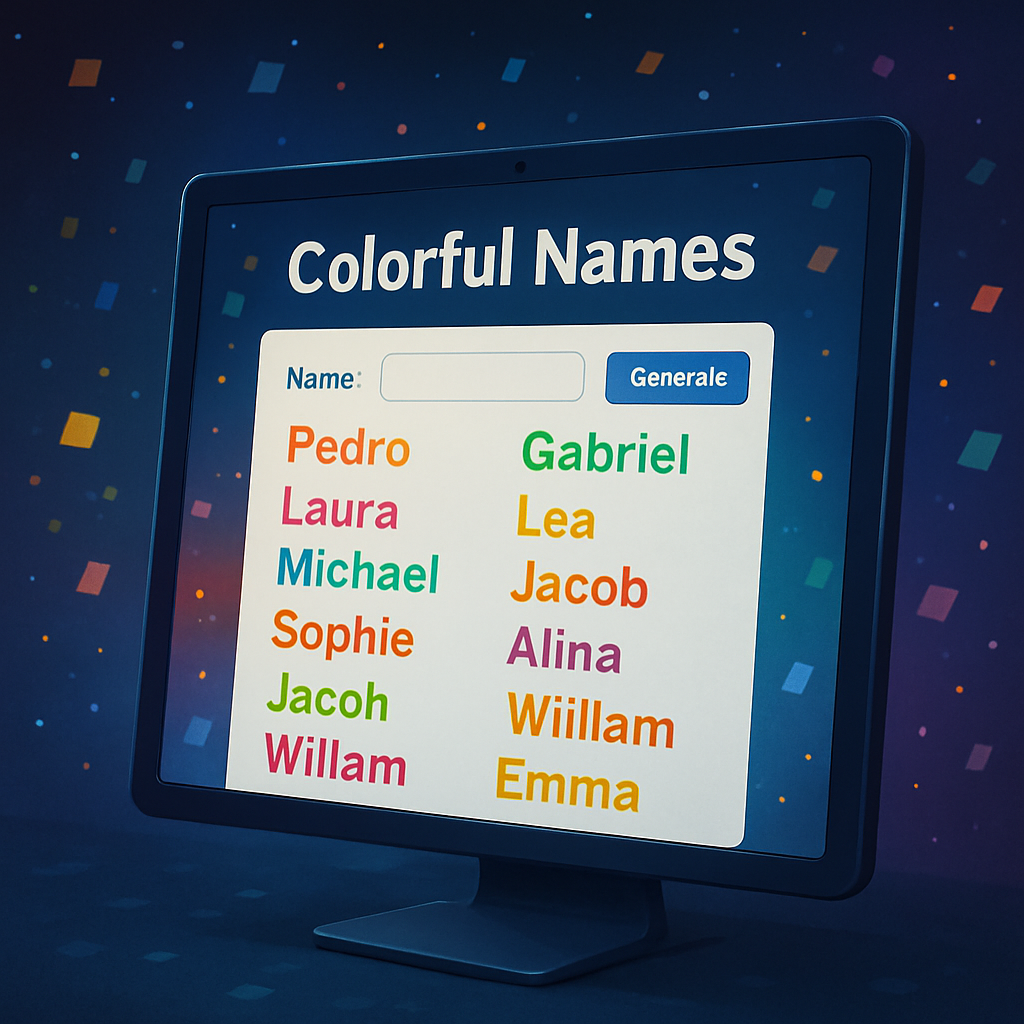 Colorful Names
Name: Generale
Pedro Gabriel
Laura Lea
Michael Jacob
Sophie Alina
Jacoh Wiillam
Willam Emma